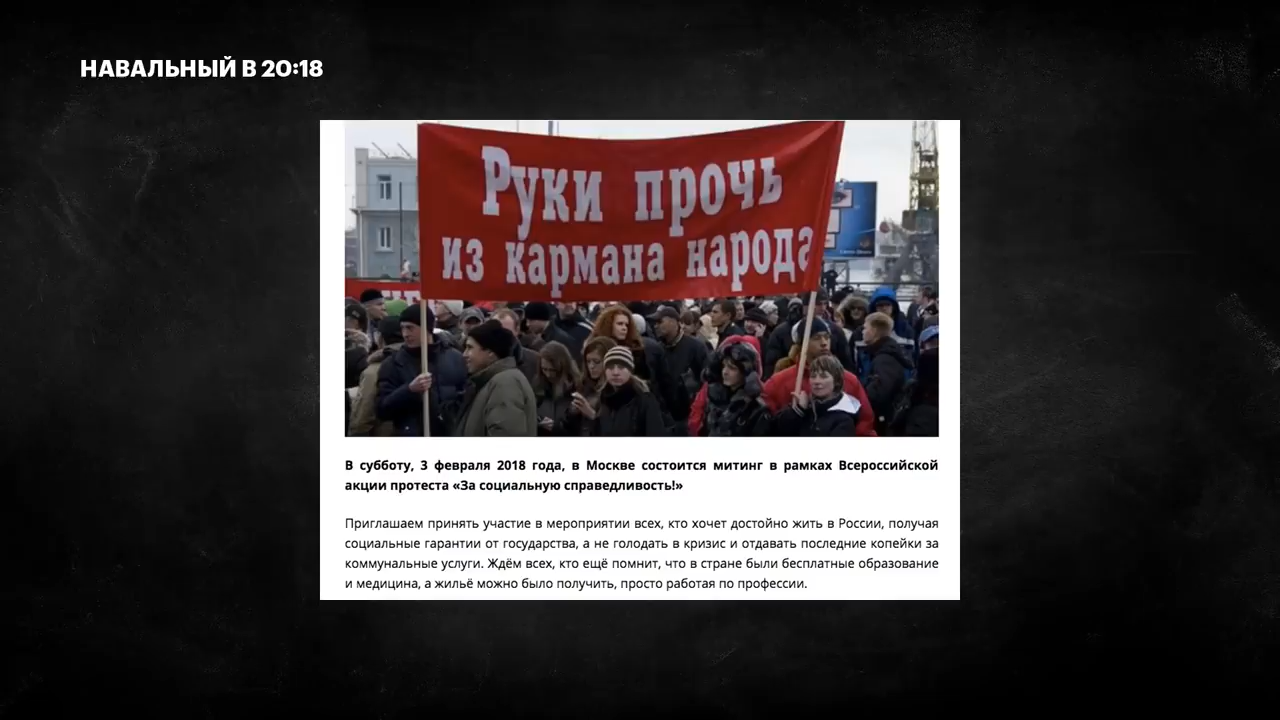 НАВАЛЬНЫЙ В 20:18
Руки прочь
из кармана народа
В субботу, 3 февраля 2018 года, в Москве состоится митинг в рамках Всероссийской
акции протеста «За социальную справедливость!»
Приглашаем принять участие в мероприятии всех, кто хочет достойно жить в России, получая
социальные гарантии от государства, а не голодать в кризис и отдавать последние копейки за
коммунальные услуги. Ждём всех, кто ещё помнит, что в стране были бесплатные образование
и медицина, а жильё можно было получить, просто работая по профессии.